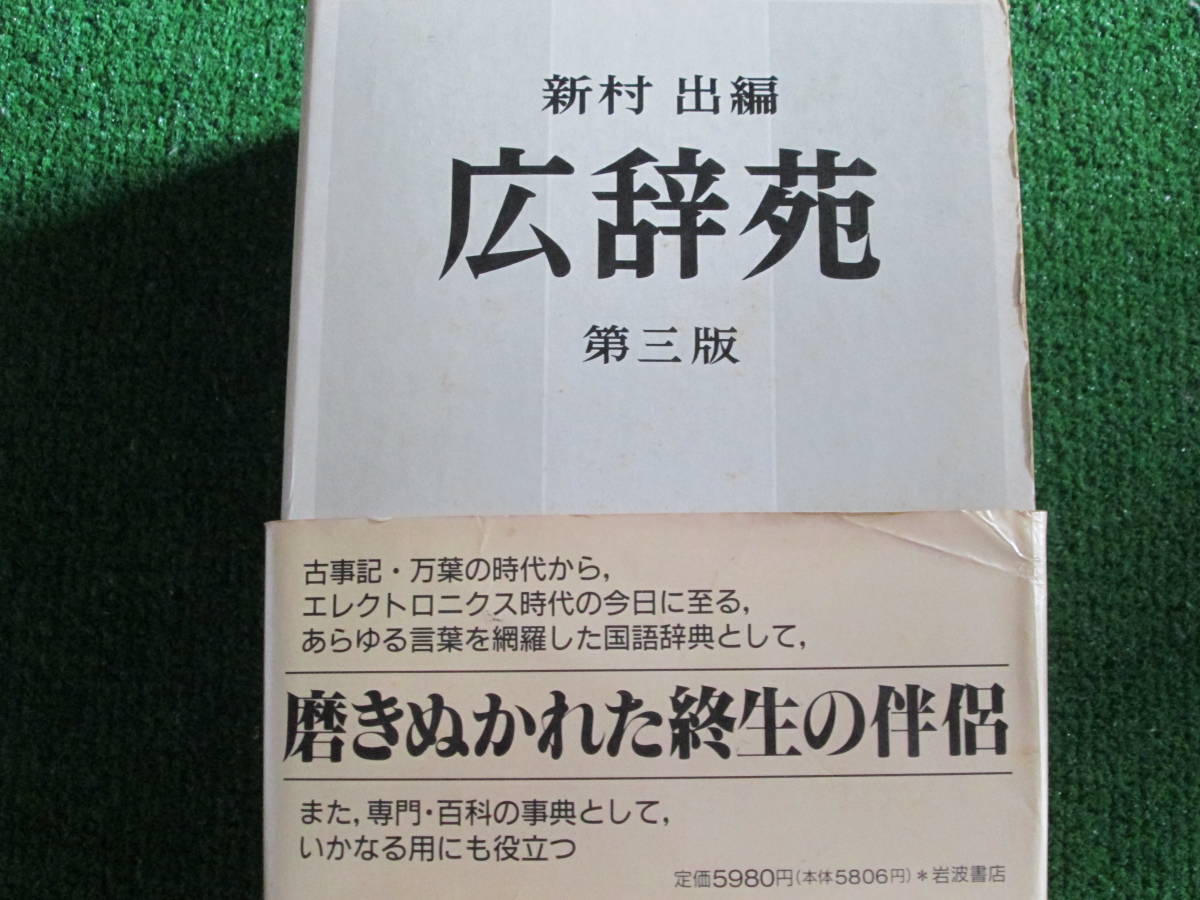 新村 出編
広辞苑
第三版
古事記・万葉の時代から,
エレクトロニクス時代の今日に至る,
あらゆる言葉を網羅した国語辞典として,
磨きぬかれた終生の伴侶
また,専門・百科の事典として,
いかなる用にも役立つ
定価5980円(本体5806円)*岩波書店